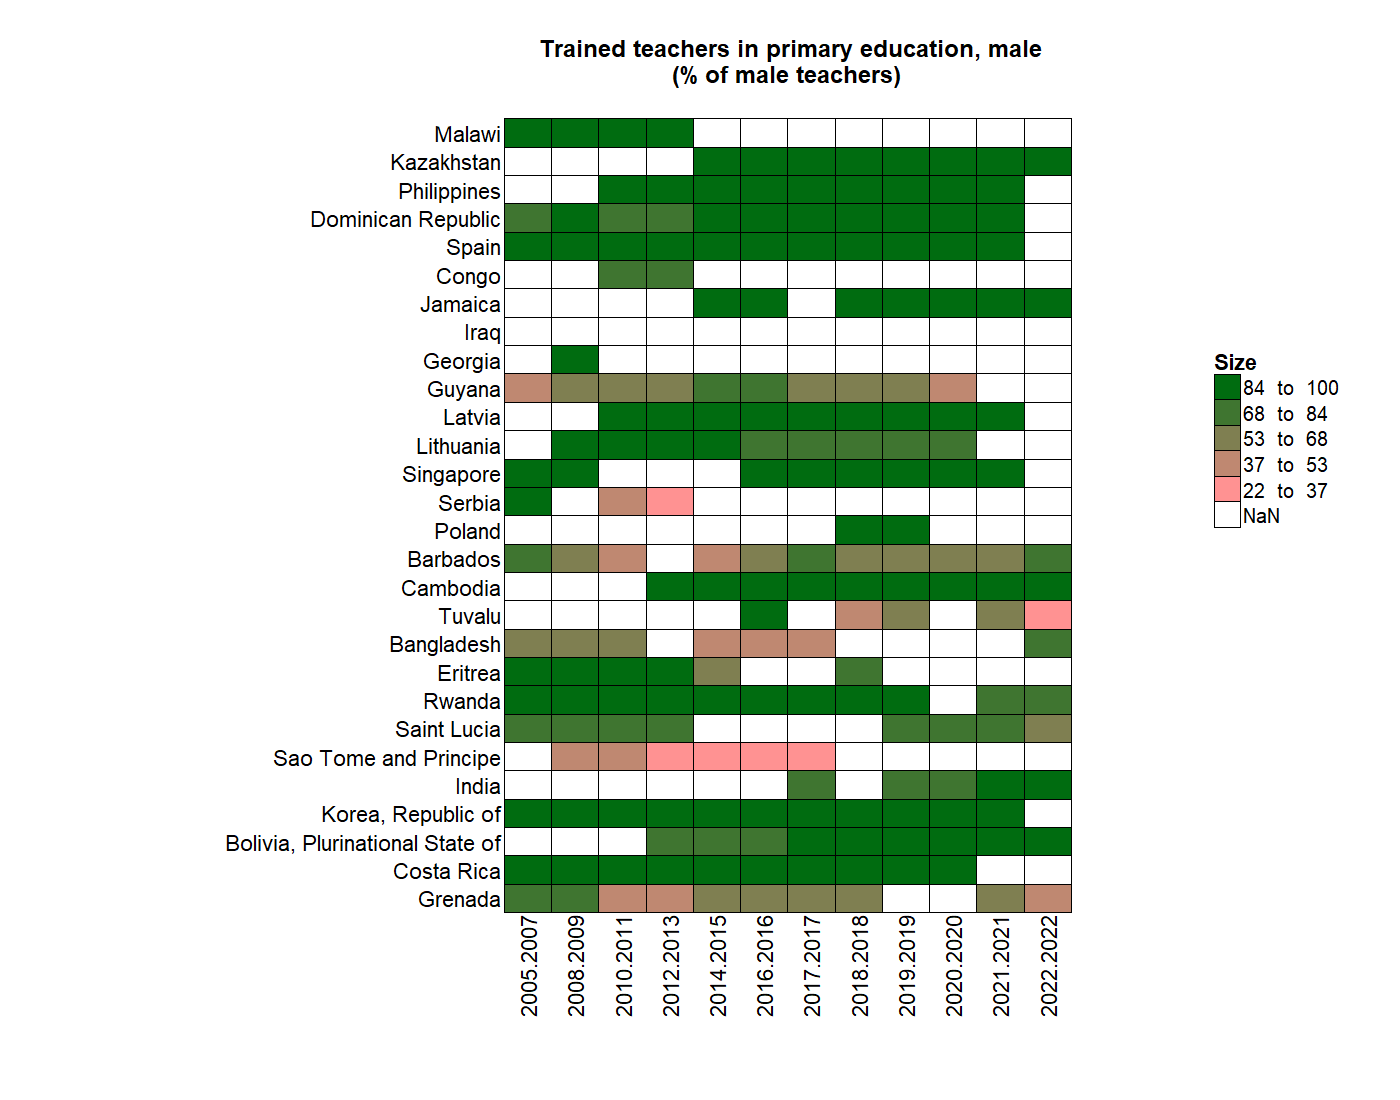 Trained teachers in primary education, male
(% of male teachers)
Malawi
Kazakhstan
Philippines
Dominican Republic
Spain
Congo
Jamaica
Iraq
Georgia
Guyana
Latvia
Lithuania
Singapore
Serbia
Poland
Barbados
Cambodia
Tuvalu
Bangladesh
Eritrea
Rwanda
Saint Lucia
Sao Tome and Principe
India
Korea, Republic of
Bolivia, Plurinational State of
Costa Rica
Grenada
2005.2007
2008.2009
2010.2011
2012.2013
2014.2015
2016.2016
2017.2017
2018.2018
2019.2019
2020.2020
2021.2021
2022.2022
Size
84 to 100
68 to 84
53 to 68
37 to 53
22 to 37
NaN